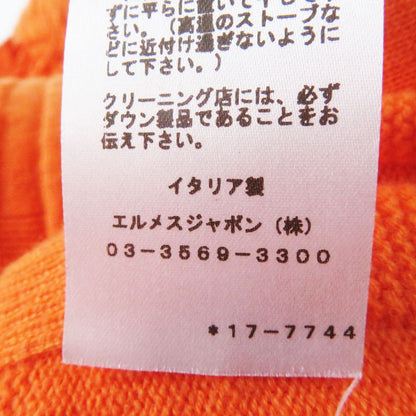 ずに平らに置いて干して下
さい。（高温のストーブな
どに近付け過ぎないように
して下さい。）
クリーニング店には、必ず
ダウン製品であることをお
伝え下さい。
イタリア製
エルメスジャポン（株）
03-3569-3300
*17-7744